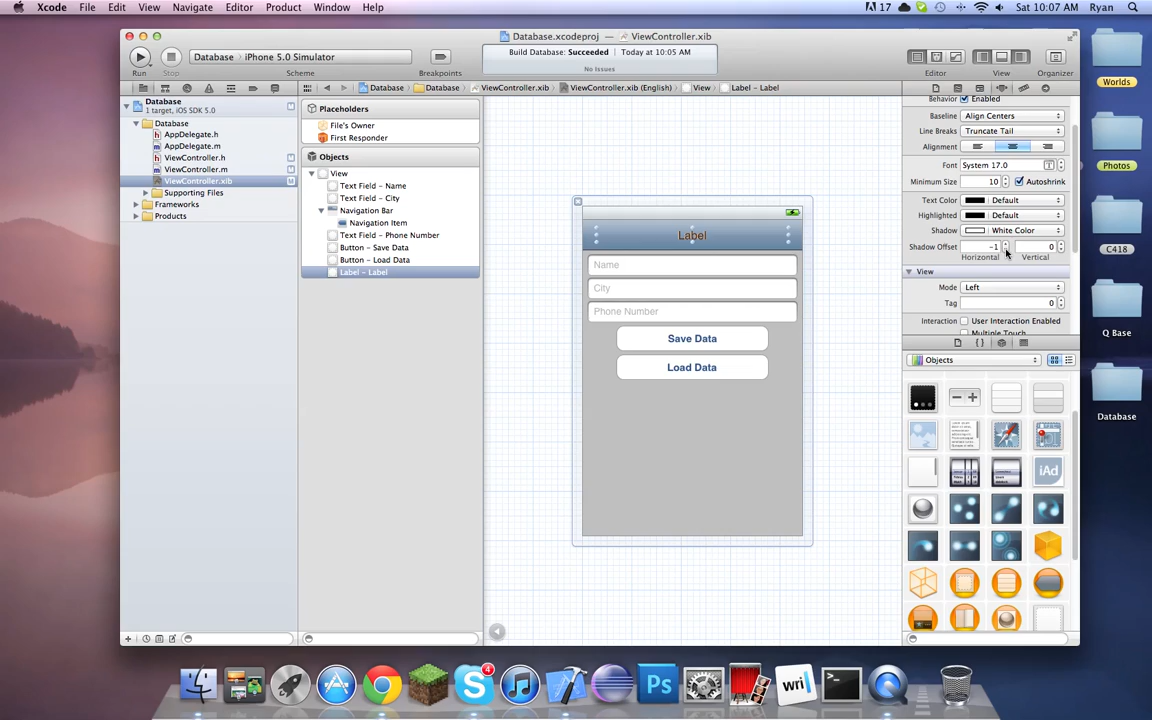 Xcode File Edit View Navigate Editor Product Window Help 17 Sat 10:07 AM Ryan
Database.xcodeproj — ViewController.xib
Run Stop Database iPhone 5.0 Simulator Scheme Breakpoints
Build Database: Succeeded Today at 10:05 AM
No Issues
Editor View Organizer
Database
1 target, iOS SDK 5.0
M
Database
AppDelegate.h
AppDelegate.m
ViewController.h M
ViewController.m M
ViewController.xib M
Supporting Files
Frameworks
Products
Database Database ViewController.xib ViewController.xib (English) View Label – Label
Placeholders
File's Owner
First Responder
Objects
View
Text Field – Name
Text Field – City
Navigation Bar
Navigation Item
Text Field – Phone Number
Button – Save Data
Button – Load Data
Label – Label
Label
Name
City
Phone Number
Save Data
Load Data
Behavior Enabled
Baseline Align Centers
Line Breaks Truncate Tail
Alignment
Font System 17.0 T
Minimum Size 10 Autoshrink
Text Color Default
Highlighted Default
Shadow White Color
Shadow Offset -1 0
Horizontal Vertical
View
Mode Left
Tag 0
Interaction User Interaction Enabled
Multiple Touch
Objects
iAd
Worlds
Photos
C418
Q Base
Database
4
Ps
wri